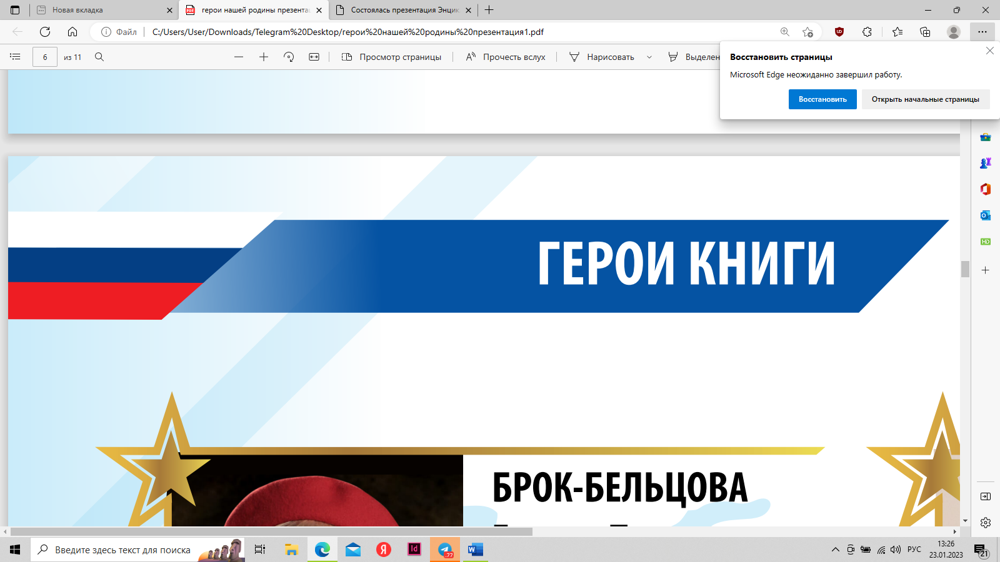 Новая вкладка
герои нашей родины презента
Состоялась презентация Энцик
Файл
C:/Users/User/Downloads/Telegram%20Desktop/герои%20нашей%20родины%20презентация1.pdf
6 из 11
Просмотр страницы
Прочесть вслух
Нарисовать
Выделен
Восстановить страницы
Microsoft Edge неожиданно завершил работу.
Восстановить
Открыть начальные страницы
ГЕРОИ КНИГИ
БРОК-БЕЛЬЦОВА
Введите здесь текст для поиска
Я
Id
77
W
РУС
13:26
23.01.2023
21